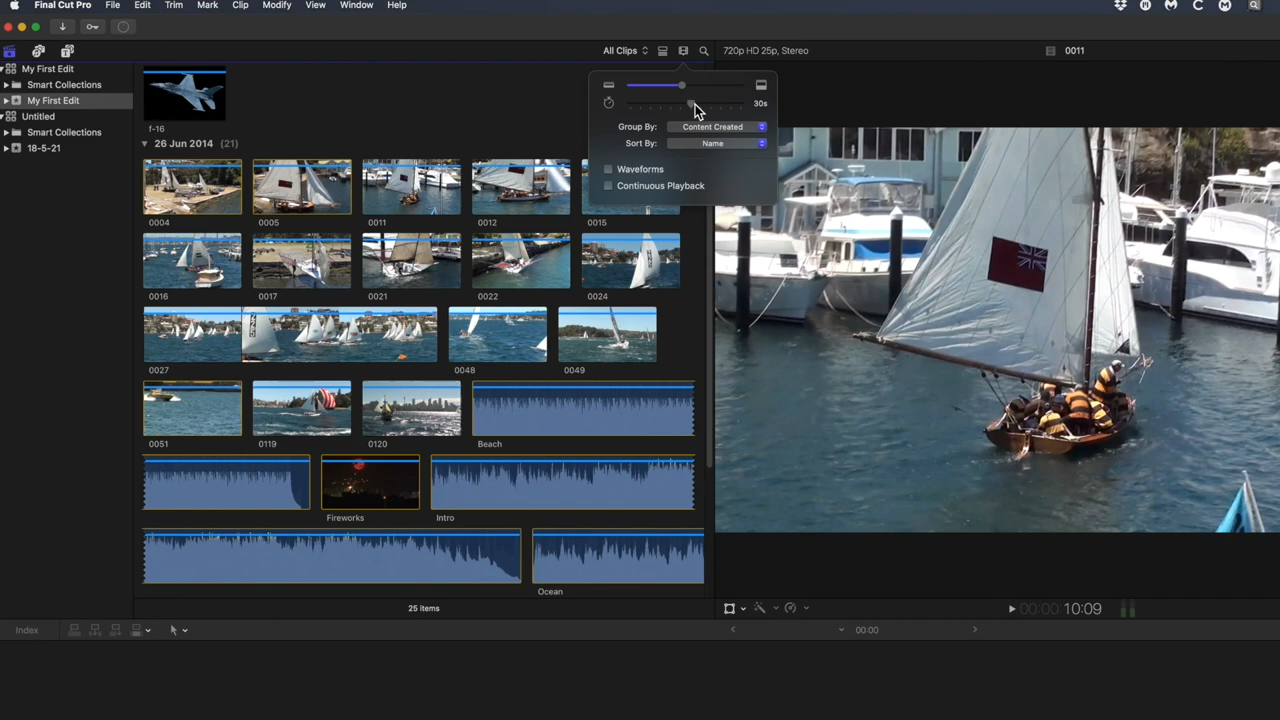 Final Cut Pro File Edit Trim Mark Clip Modify View Window Help
All Clips
720p HD 25p, Stereo
0011
My First Edit
Smart Collections
My First Edit
Untitled
Smart Collections
18-5-21
f-16
26 Jun 2014 (21)
30s
Group By: Content Created
Sort By: Name
Waveforms
Continuous Playback
0004 0005 0011 0012 0015
0016 0017 0021 0022 0024
0027 0048 0049
0051 0119 0120 Beach
Fireworks Intro
Ocean
25 items
00:00 10:09
Index
00:00